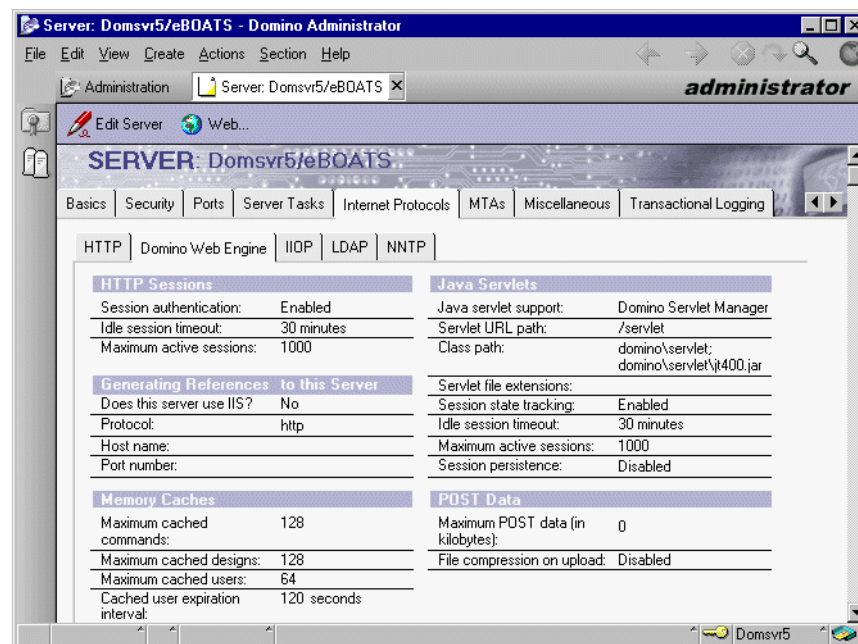 Server: Domsvr5/eBOATS - Domino Administrator
File Edit View Create Actions Section Help
Administration Server: Domsvr5/eBOATS administrator
Edit Server Web...
SERVER: Domsvr5/eBOATS
Basics Security Ports Server Tasks Internet Protocols MTAs Miscellaneous Transactional Logging
HTTP Domino Web Engine IIOP LDAP NNTP
HTTP Sessions
Session authentication: Enabled
Idle session timeout: 30 minutes
Maximum active sessions: 1000
Generating References to this Server
Does this server use IIS? No
Protocol: http
Host name:
Port number:
Memory Caches
Maximum cached commands: 128
Maximum cached designs: 128
Maximum cached users: 64
Cached user expiration interval: 120 seconds
Java Servlets
Java servlet support: Domino Servlet Manager
Servlet URL path: /servlet
Class path: domino\servlet;
domino\servlet\jt400.jar
Servlet file extensions:
Session state tracking: Enabled
Idle session timeout: 30 minutes
Maximum active sessions: 1000
Session persistence: Disabled
POST Data
Maximum POST data (in kilobytes): 0
File compression on upload: Disabled
Domsvr5